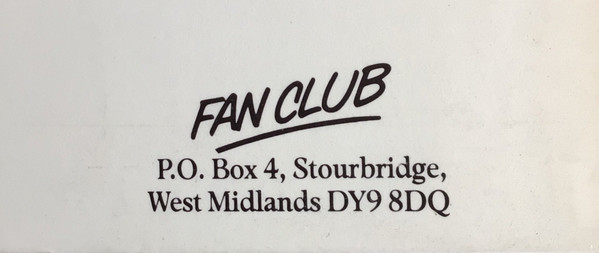 FAN CLUB
P.O. Box 4, Stourbridge,
West Midlands DY9 8DQ